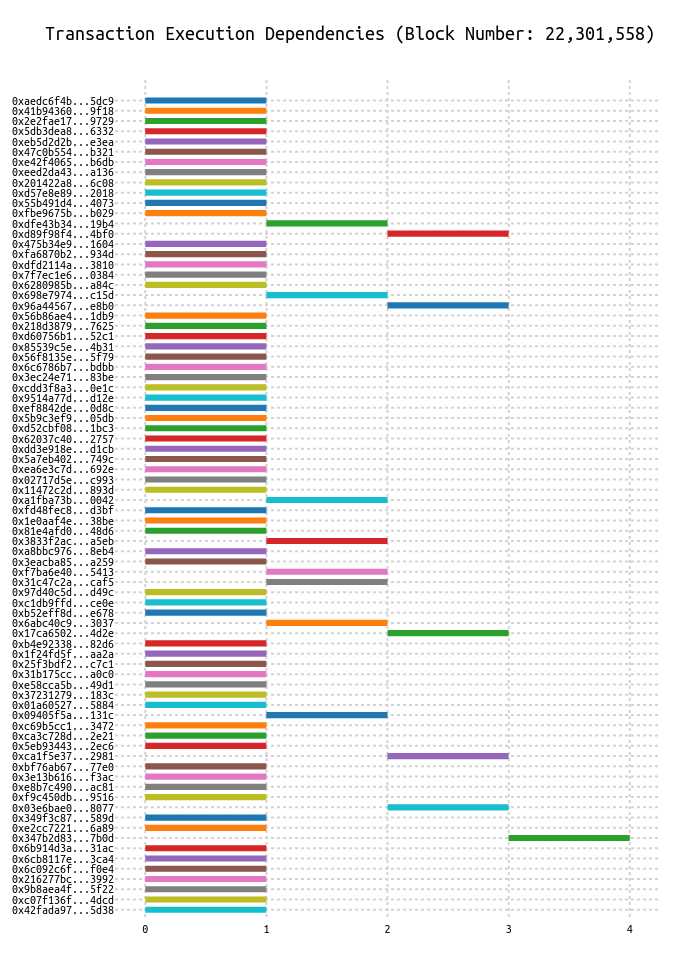 Transaction Execution Dependencies (Block Number: 22,301,558)
0xaedc6f4b...5dc9
0x41b94360...9f18
0x2e2fae17...9729
0x5db3dea8...6332
0xeb5d2d2b...e3ea
0x47c0b554...b321
0xe42f4065...b6db
0xeed2da43...a136
0x201422a8...6c08
0xd57e8e89...2018
0x55b491d4...4073
0xfbe9675b...b029
0xdfe43b34...19b4
0xd89f98f4...4bf0
0x475b34e9...1604
0xfa6870b2...934d
0xdfd2114a...3810
0x7f7ec1e6...0384
0x6280985b...a84c
0x698e7974...c15d
0x96a44567...e8b0
0x56b86ae4...1db9
0x218d3879...7625
0xd60756b1...52c1
0x85539c5e...4b31
0x56f8135e...5f79
0x6c6786b7...bdbb
0x3ec24e71...83be
0xcdd3f8a3...0e1c
0x9514a77d...d12e
0xef8842de...0d8c
0x5b9c3ef9...05db
0xd52cbf08...1bc3
0x62037c40...2757
0xdd3e918e...d1cb
0x5a7eb402...749c
0xea6e3c7d...692e
0x02717d5e...c993
0x11472c2d...893d
0xa1fba73b...0042
0xfd48fec8...d3bf
0x1e0aaf4e...38be
0x81e4afd0...48d6
0x3833f2ac...a5eb
0xa8bbc976...8eb4
0x3eacba85...a259
0xf7ba6e40...5413
0x31c47c2a...caf5
0x97d40c5d...d49c
0xc1db9ffd...ce0e
0xb52eff8d...e678
0x6abc40c9...3037
0x17ca6502...4d2e
0xb4e92338...82d6
0x1f24fd5f...aa2a
0x25f3bdf2...c7c1
0x31b175cc...a0c0
0xe58cca5b...49d1
0x37231279...183c
0x01a60527...5884
0x09405f5a...131c
0xc69b5cc1...3472
0xca3c728d...2e21
0x5eb93443...2ec6
0xca1f5e37...2981
0xbf76ab67...77e0
0x3e13b616...f3ac
0xe8b7c490...ac81
0xf9c450db...9516
0x03e6bae0...8077
0x349f3c87...589d
0xe2cc7221...6a89
0x347b2d83...7b0d
0x6b914d3a...31ac
0x6cb8117e...3ca4
0x6c092c6f...f0e4
0x216277bc...3992
0x9b8aea4f...5f22
0xc07f136f...4dcd
0x42fada97...5d38
0 1 2 3 4